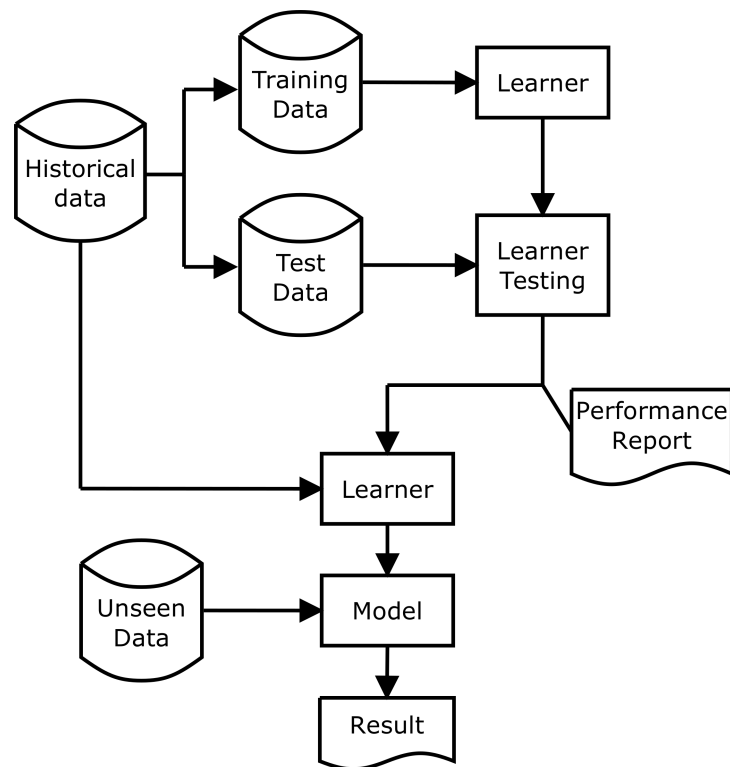 Training
Data
Learner
Historical
data
Test
Data
Learner
Testing
Performance
Report
Learner
Unseen
Data
Model
Result